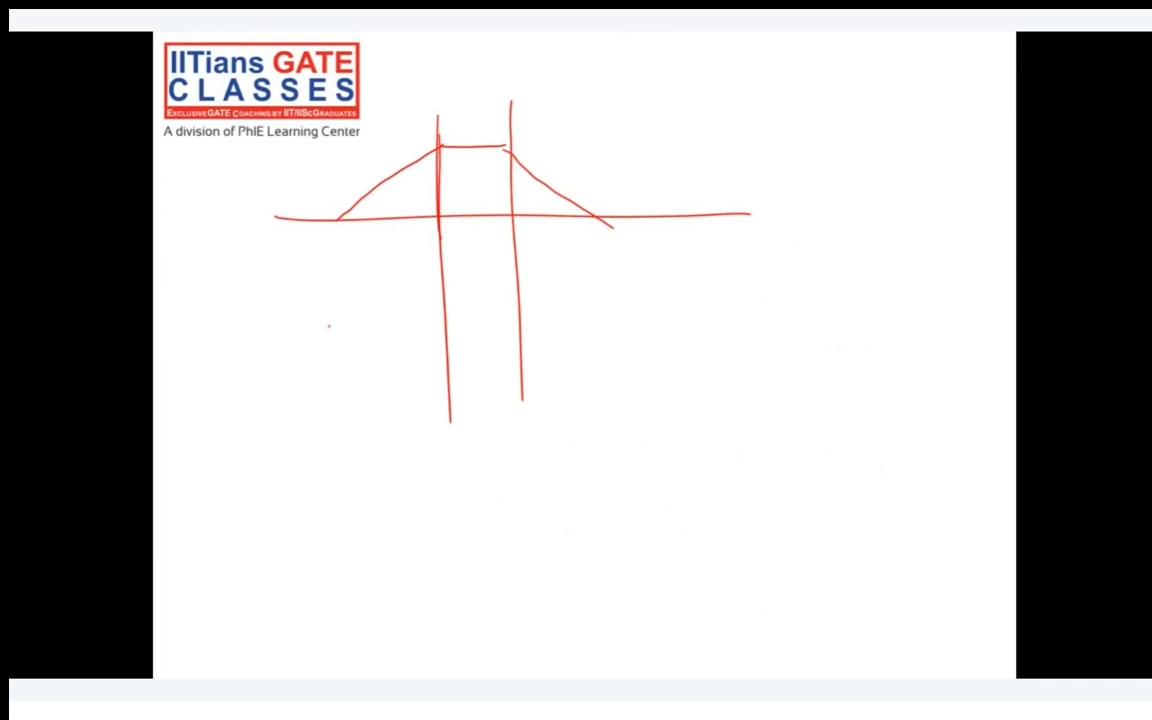 IITians GATE
CLASSES
EXCLUSIVE GATE COACHING BY IIT/IISc GRADUATES
A division of PhIE Learning Center